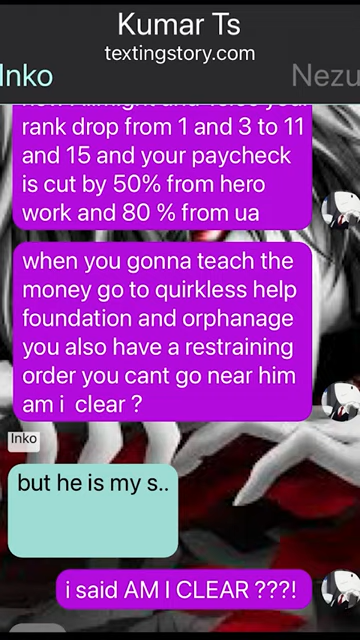 Kumar Ts
textingstory.com
Inko
Nezu
rank drop from 1 and 3 to 11
and 15 and your paycheck
is cut by 50% from hero
work and 80 % from ua
when you gonna teach the
money go to quirkless help
foundation and orphanage
you also have a restraining
order you cant go near him
am i clear ?
Inko
but he is my s..
i said AM I CLEAR ???!